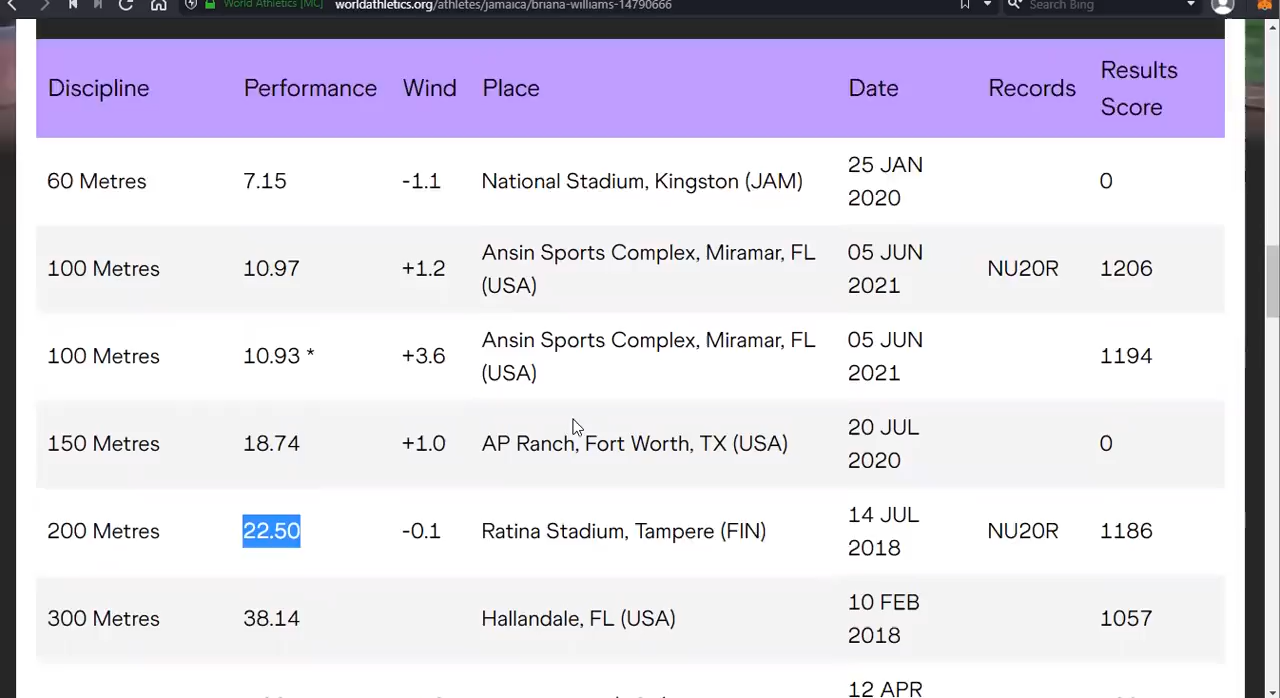 World Athletics [MC]
worldathletics.org/athletes/jamaica/briana-williams-14790666
Search Bing
Discipline Performance Wind Place Date Records Results Score
60 Metres 7.15 -1.1 National Stadium, Kingston (JAM) 25 JAN 2020 0
100 Metres 10.97 +1.2 Ansin Sports Complex, Miramar, FL (USA) 05 JUN 2021 NU20R 1206
100 Metres 10.93 * +3.6 Ansin Sports Complex, Miramar, FL (USA) 05 JUN 2021 1194
150 Metres 18.74 +1.0 AP Ranch, Fort Worth, TX (USA) 20 JUL 2020 0
200 Metres 22.50 -0.1 Ratina Stadium, Tampere (FIN) 14 JUL 2018 NU20R 1186
300 Metres 38.14 Hallandale, FL (USA) 10 FEB 2018 1057
12 APR